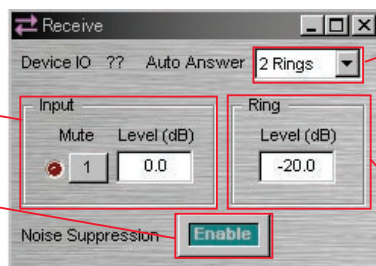 Receive
Device IO ?? Auto Answer 2 Rings
Input
Ring
Mute Level (dB)
Level (dB)
1 0.0
-20.0
Noise Suppression Enable